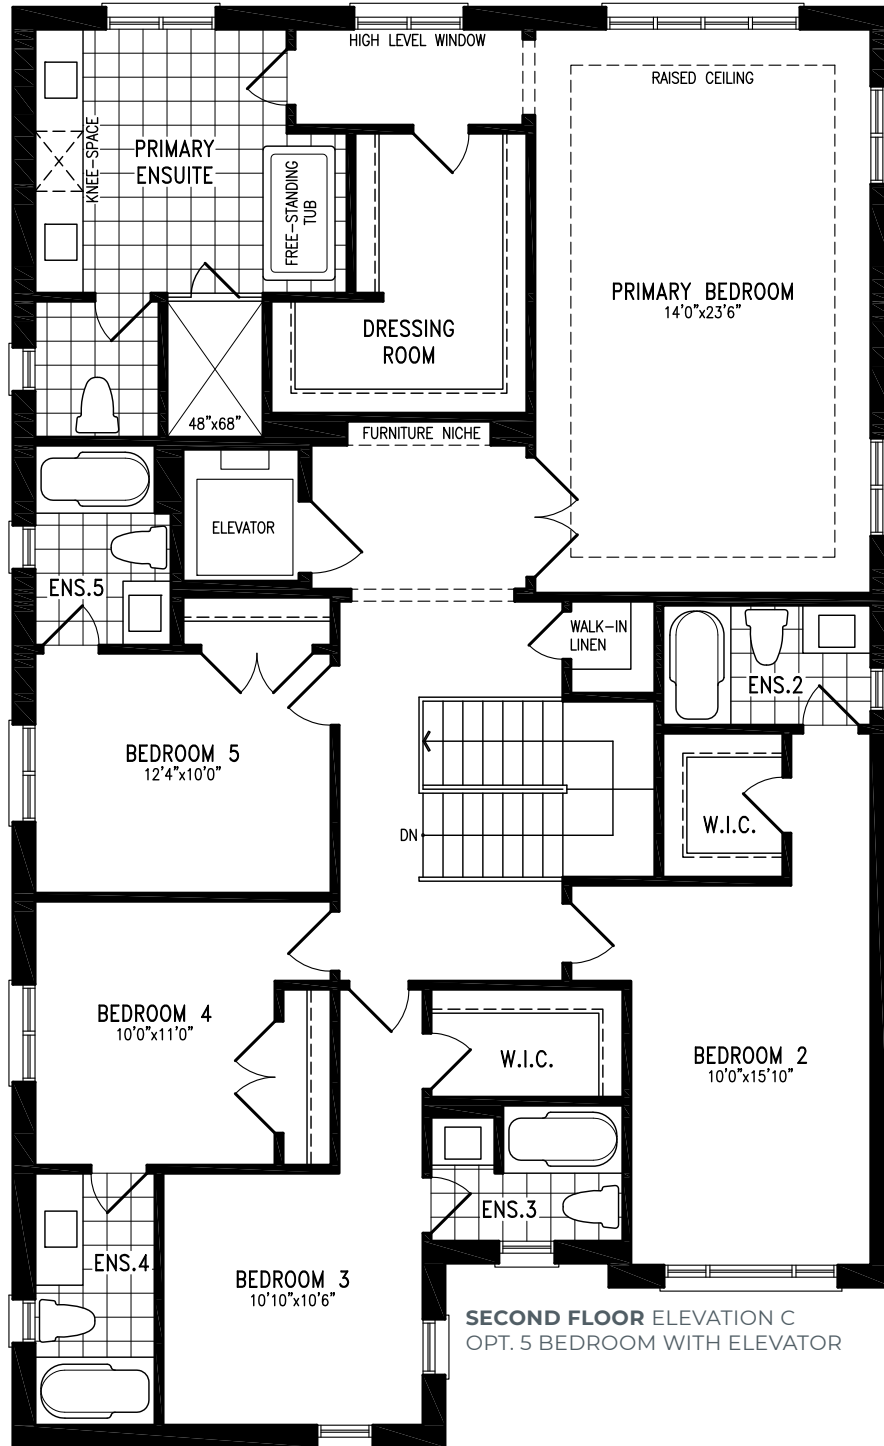 HIGH LEVEL WINDOW
RAISED CEILING
KNEE-SPACE
PRIMARY
ENSUITE
FREE-STANDING
TUB
PRIMARY BEDROOM
14'0"x23'6"
DRESSING
ROOM
48"x68"
FURNITURE NICHE
ELEVATOR
ENS.5
WALK-IN
LINEN
ENS.2
BEDROOM 5
12'4"x10'0"
W.I.C.
DN
BEDROOM 4
10'0"x11'0"
W.I.C.
BEDROOM 2
10'0"x15'10"
ENS.3
ENS.4
BEDROOM 3
10'10"x10'6"
SECOND FLOOR ELEVATION C
OPT. 5 BEDROOM WITH ELEVATOR